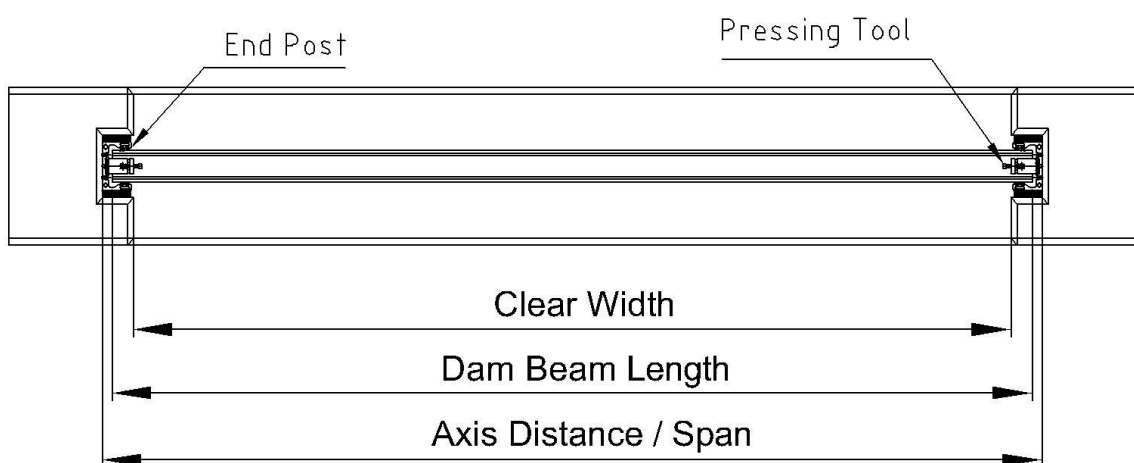 End Post
Pressing Tool
Clear Width
Dam Beam Length
Axis Distance / Span